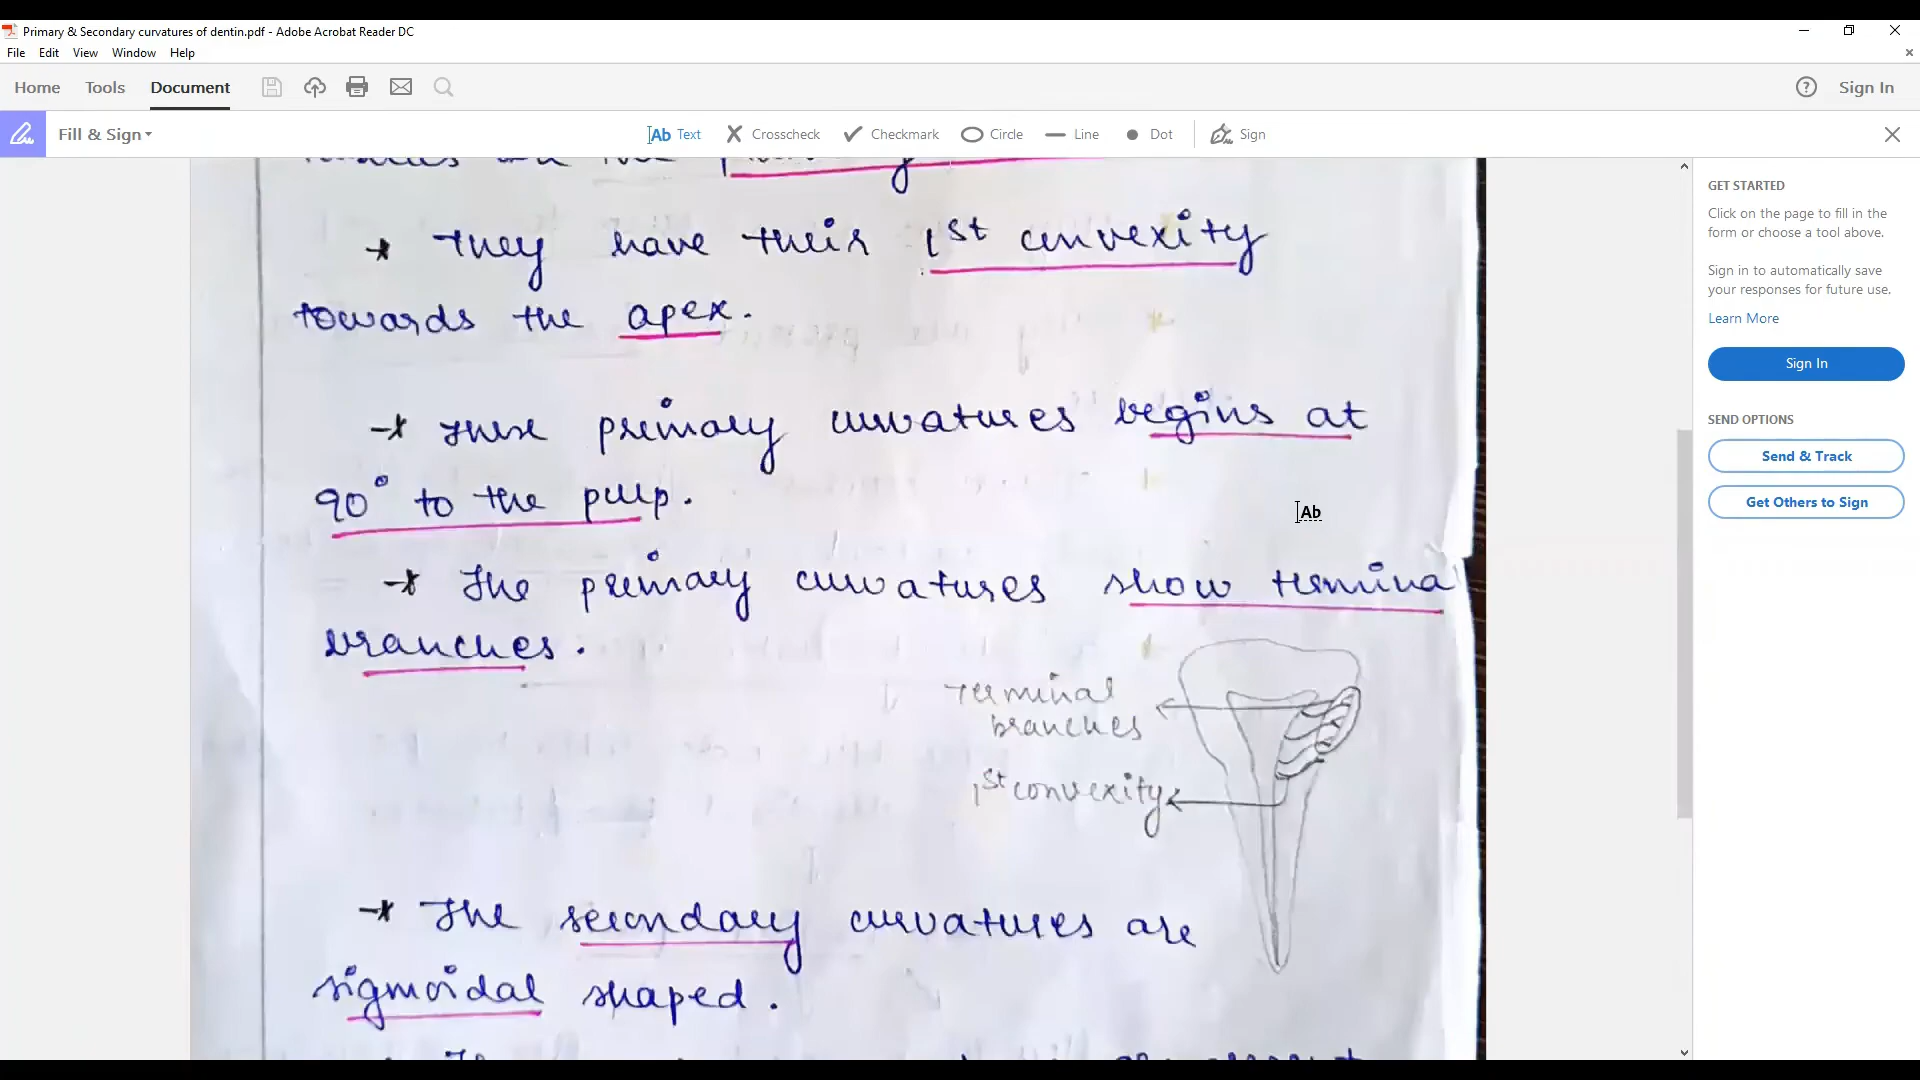 Primary & Secondary curvatures of dentin.pdf - Adobe Acrobat Reader DC
File Edit View Window Help
Home Tools Document Sign In
Fill & Sign Ab Text Crosscheck Checkmark Circle Line Dot Sign
* They have their 1st convexity
towards the apex.
* These primary curvatures begins at
90° to the pulp.
* The primary curvatures show terminal
branches.
Terminal
branches
1st convexity
* The secondary curvatures are
sigmoidal shaped.
Ab
GET STARTED
Click on the page to fill in the
form or choose a tool above.
Sign in to automatically save
your responses for future use.
Learn More
Sign In
SEND OPTIONS
Send & Track
Get Others to Sign